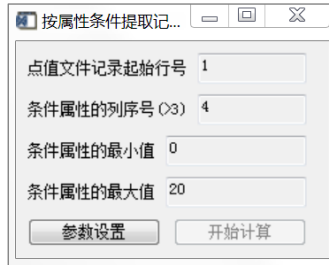 按属性条件提取记...
点值文件记录起始行号 1
条件属性的列序号(>3) 4
条件属性的最小值 0
条件属性的最大值 20
参数设置 开始计算